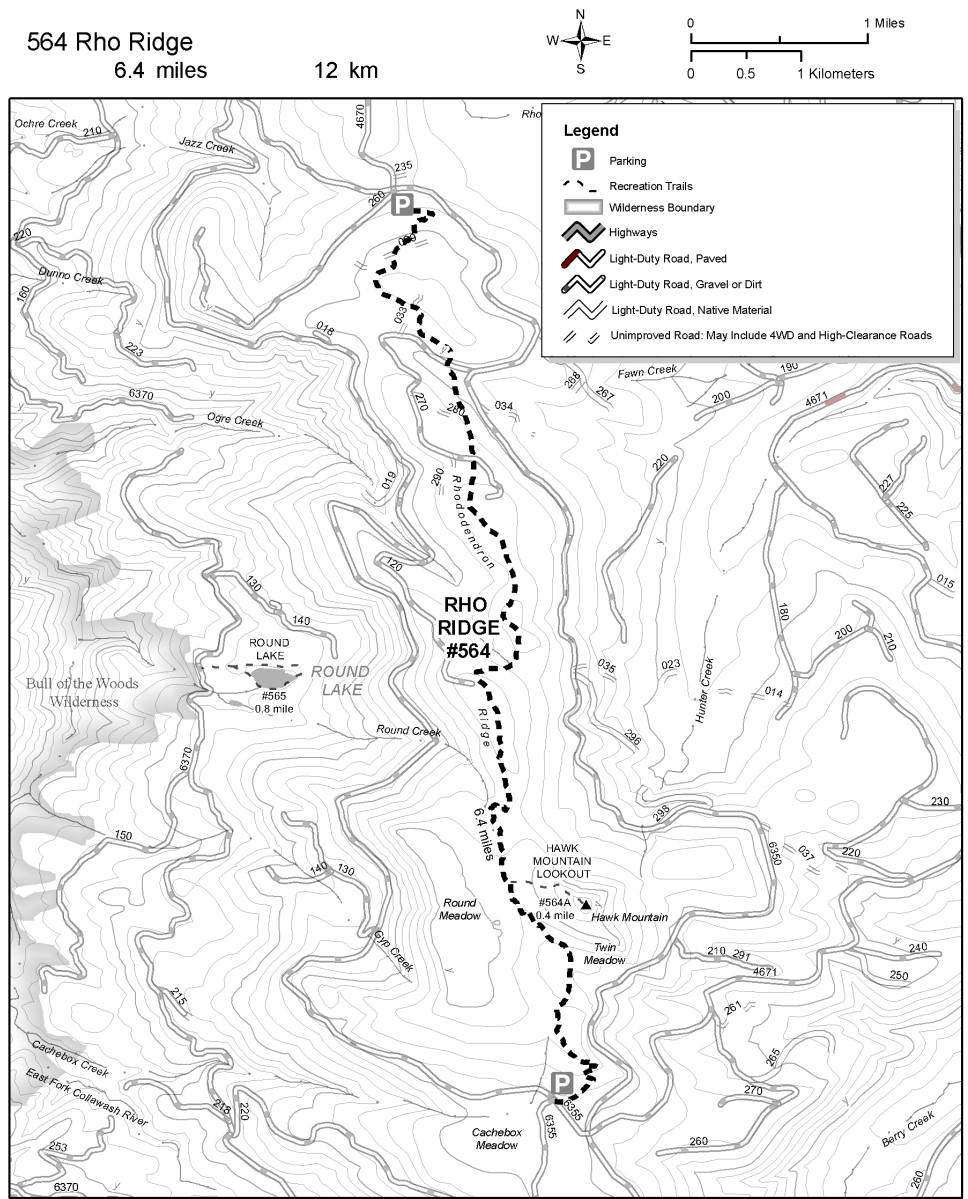 564 Rho Ridge
6.4 miles 12 km
N
W E
S
0 1 Miles
0 0.5 1 Kilometers
Legend
P Parking
Recreation Trails
Wilderness Boundary
Highways
Light-Duty Road, Paved
Light-Duty Road, Gravel or Dirt
Light-Duty Road, Native Material
Unimproved Road: May Include 4WD and High-Clearance Roads
Ochre Creek
210
Jazz Creek
4670
Rho
235
260
P
220
Dunno Creek
160
y
223
018
033
y
6370
Ogre Creek
y
270
280
034
268
267
Fawn Creek
190
200
4671
019
290
Rhododendron
220
227
225
y
120
130
140
015
RHO
RIDGE
#564
180
200
210
ROUND
LAKE
ROUND
LAKE
#565
0.8 mile
Bull of the Woods
Wilderness
y
035
023
014
Hunter Creek
Ridge
Round Creek
296
6370
6.4 miles
298
230
150
6350
037
220
HAWK
MOUNTAIN
LOOKOUT
140
130
#564A
0.4 mile
Hawk Mountain
Round
Meadow
Twin
Meadow
Gyp Creek
y
210
291
4671
y
240
250
215
261
265
Cachebox Creek
East Fork Collawash River
218
220
P
6355
6355
270
Cachebox
Meadow
260
Berry Creek
253
6370
y
260